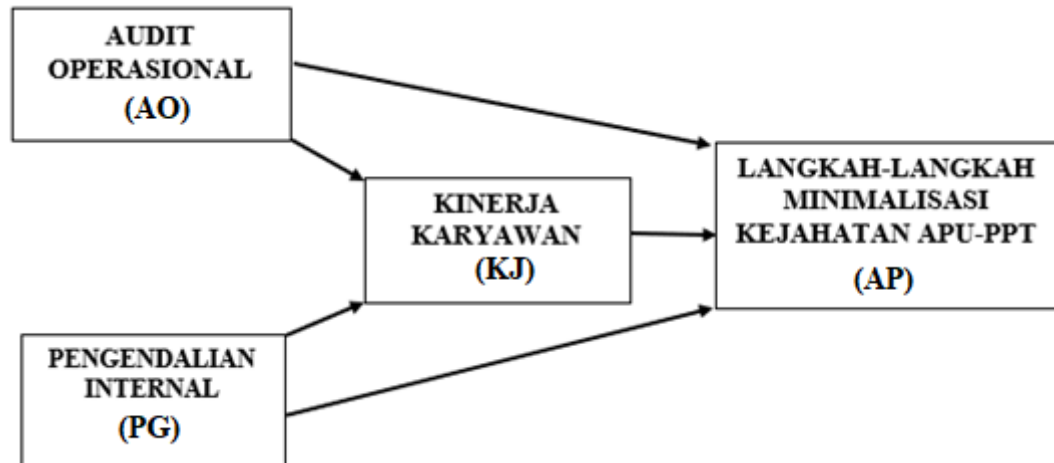 AUDIT
OPERASIONAL
(AO)
KINERJA
KARYAWAN
(KJ)
LANGKAH-LANGKAH
MINIMALISASI
KEJAHATAN APU-PPT
(AP)
PENGENDALIAN
INTERNAL
(PG)